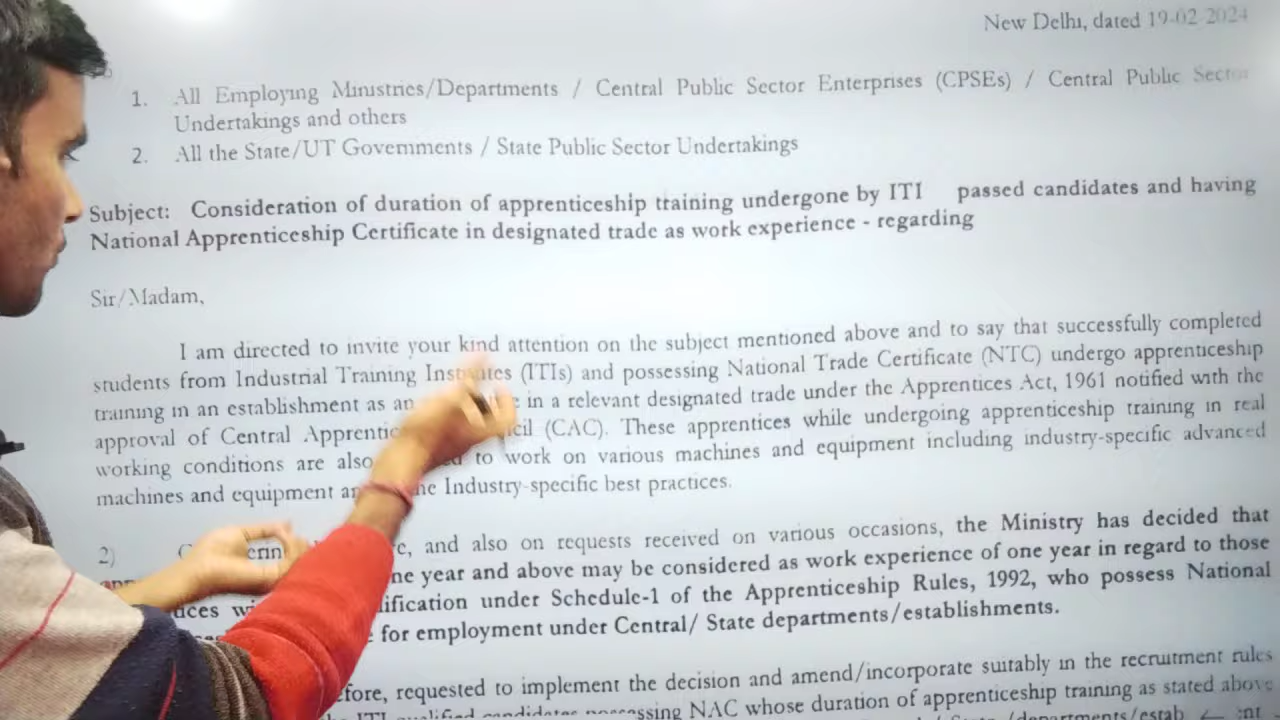 New Delhi, dated 19-02-2024
1. All Employing Ministries/Departments / Central Public Sector Enterprises (CPSEs) / Central Public Sector
Undertakings and others
2. All the State/UT Governments / State Public Sector Undertakings
Subject: Consideration of duration of apprenticeship training undergone by ITI passed candidates and having
National Apprenticeship Certificate in designated trade as work experience - regarding
Sir/Madam,
I am directed to invite your kind attention on the subject mentioned above and to say that successfully completed
students from Industrial Training Institutes (ITIs) and possessing National Trade Certificate (NTC) undergo apprenticeship
training in an establishment as an in a relevant designated trade under the Apprentices Act, 1961 notified with the
approval of Central (CAC). These apprentices while undergoing apprenticeship training in real
working conditions are also to work on various machines and equipment including industry-specific advanced
machines and equipment Industry-specific best practices.
2) and also on requests received on various occasions, the Ministry has decided that
year and above may be considered as work experience of one year in regard to those
under Schedule-1 of the Apprenticeship Rules, 1992, who possess National
for employment under Central/ State departments/establishments.
requested to implement the decision and amend/incorporate suitably in the recruitment rules
ITI qualified candidates possessing NAC whose duration of apprenticeship training as stated above